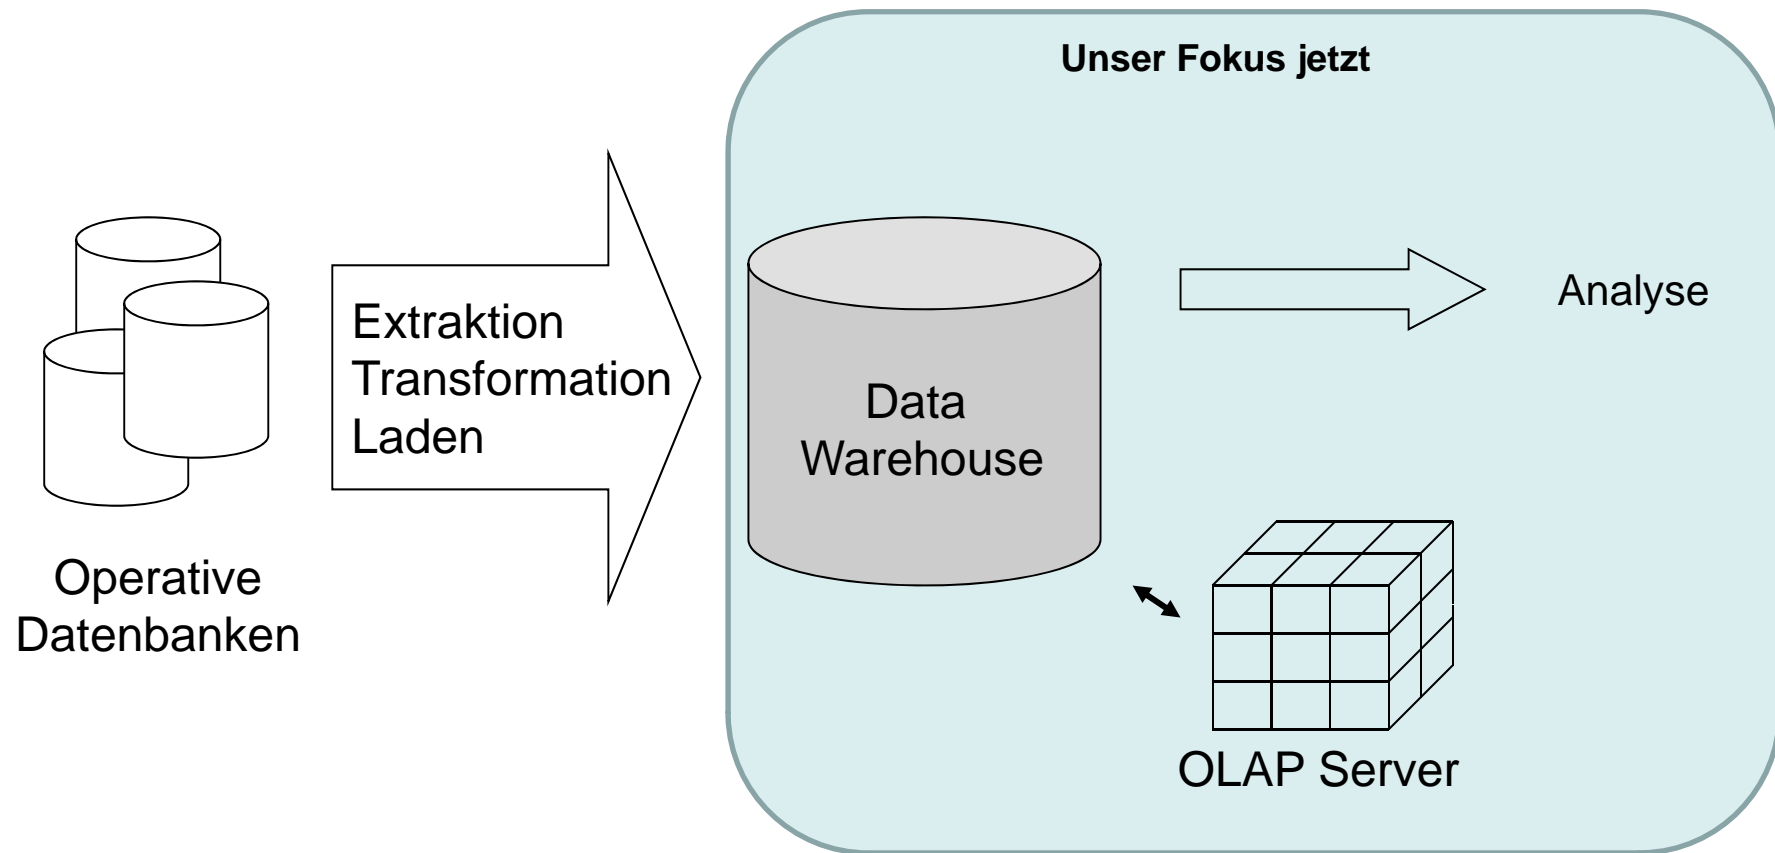 Unser Fokus jetzt
Operative
Datenbanken
Extraktion
Transformation
Laden
Data
Warehouse
Analyse
OLAP Server